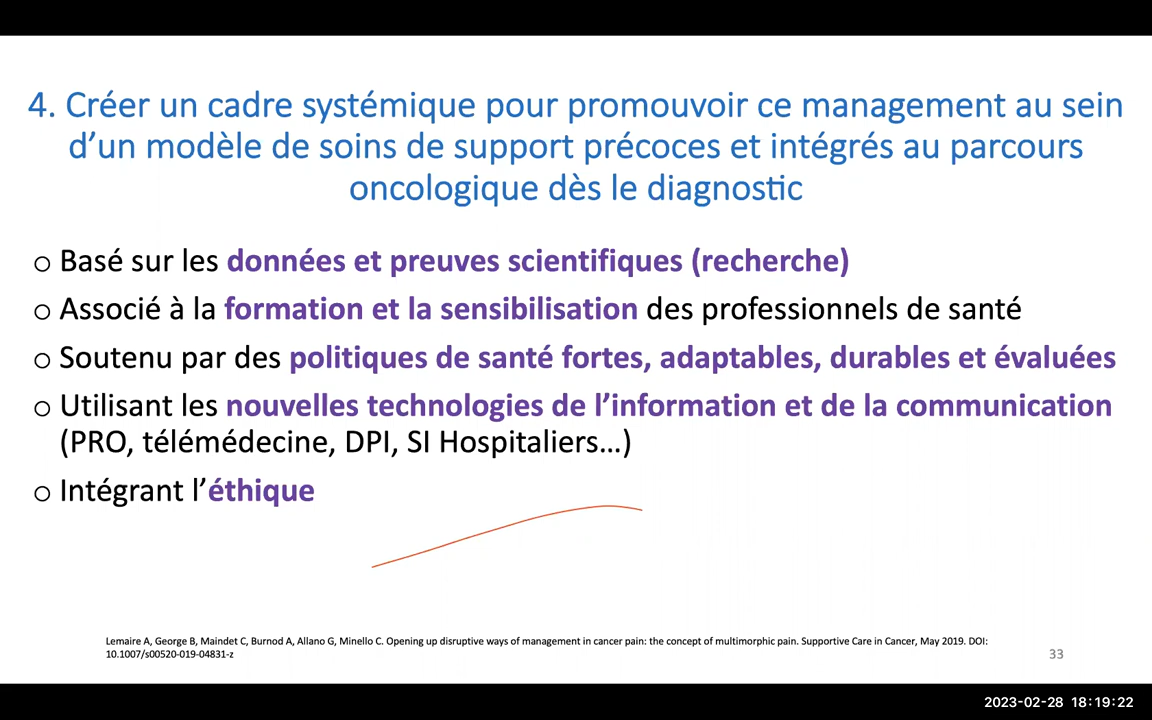 4. Créer un cadre systémique pour promouvoir ce management au sein
d’un modèle de soins de support précoces et intégrés au parcours
oncologique dès le diagnostic
o Basé sur les données et preuves scientifiques (recherche)
o Associé à la formation et la sensibilisation des professionnels de santé
o Soutenu par des politiques de santé fortes, adaptables, durables et évaluées
o Utilisant les nouvelles technologies de l’information et de la communication
(PRO, télémédecine, DPI, SI Hospitaliers…)
o Intégrant l’éthique
Lemaire A, George B, Maindet C, Burnod A, Allano G, Minello C. Opening up disruptive ways of management in cancer pain: the concept of multimorphic pain. Supportive Care in Cancer, May 2019. DOI:
10.1007/s00520-019-04831-z
33
2023-02-28 18:19:22